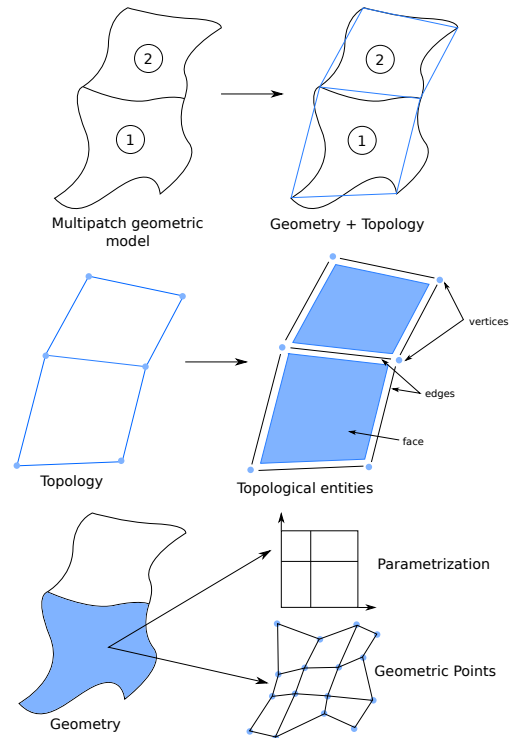 2
2
1
1
Multipatch geometric
model
Geometry + Topology
vertices
edges
face
Topology
Topological entities
Parametrization
Geometric Points
Geometry